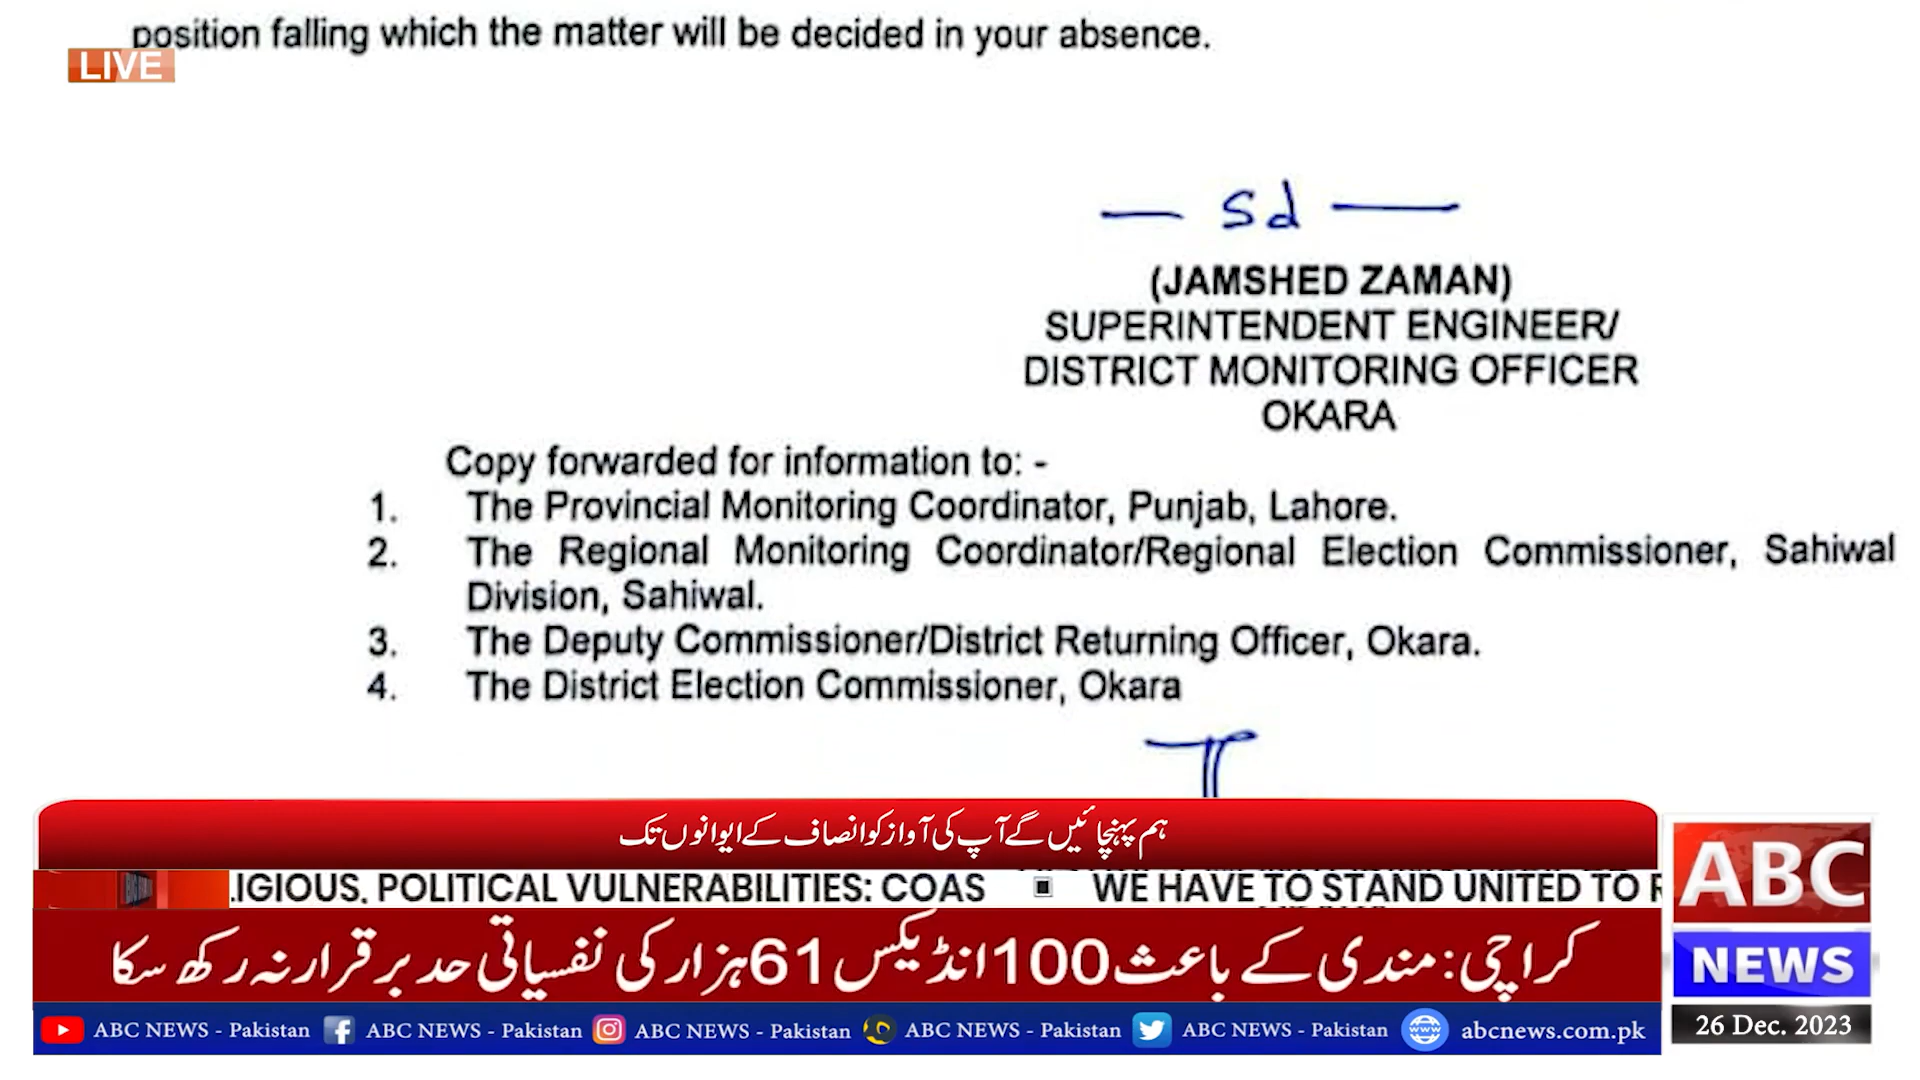 position falling which the matter will be decided in your absence.
LIVE
— Sd —
(JAMSHED ZAMAN)
SUPERINTENDENT ENGINEER/
DISTRICT MONITORING OFFICER
OKARA
Copy forwarded for information to: -
1. The Provincial Monitoring Coordinator, Punjab, Lahore.
2. The Regional Monitoring Coordinator/Regional Election Commissioner, Sahiwal
Division, Sahiwal.
3. The Deputy Commissioner/District Returning Officer, Okara.
4. The District Election Commissioner, Okara
ہم پہنچائیں گے آپ کی آواز کو انصاف کے ایوانوں تک
LIGIOUS, POLITICAL VULNERABILITIES: COAS ▪ WE HAVE TO STAND UNITED TO
کراچی: مندی کے باعث 100 انڈیکس 61 ہزار کی نفسیاتی حد برقرار نہ رکھ سکا
ABC NEWS - Pakistan ABC NEWS - Pakistan ABC NEWS - Pakistan ABC NEWS - Pakistan ABC NEWS - Pakistan abcnews.com.pk
ABC
NEWS
26 Dec. 2023